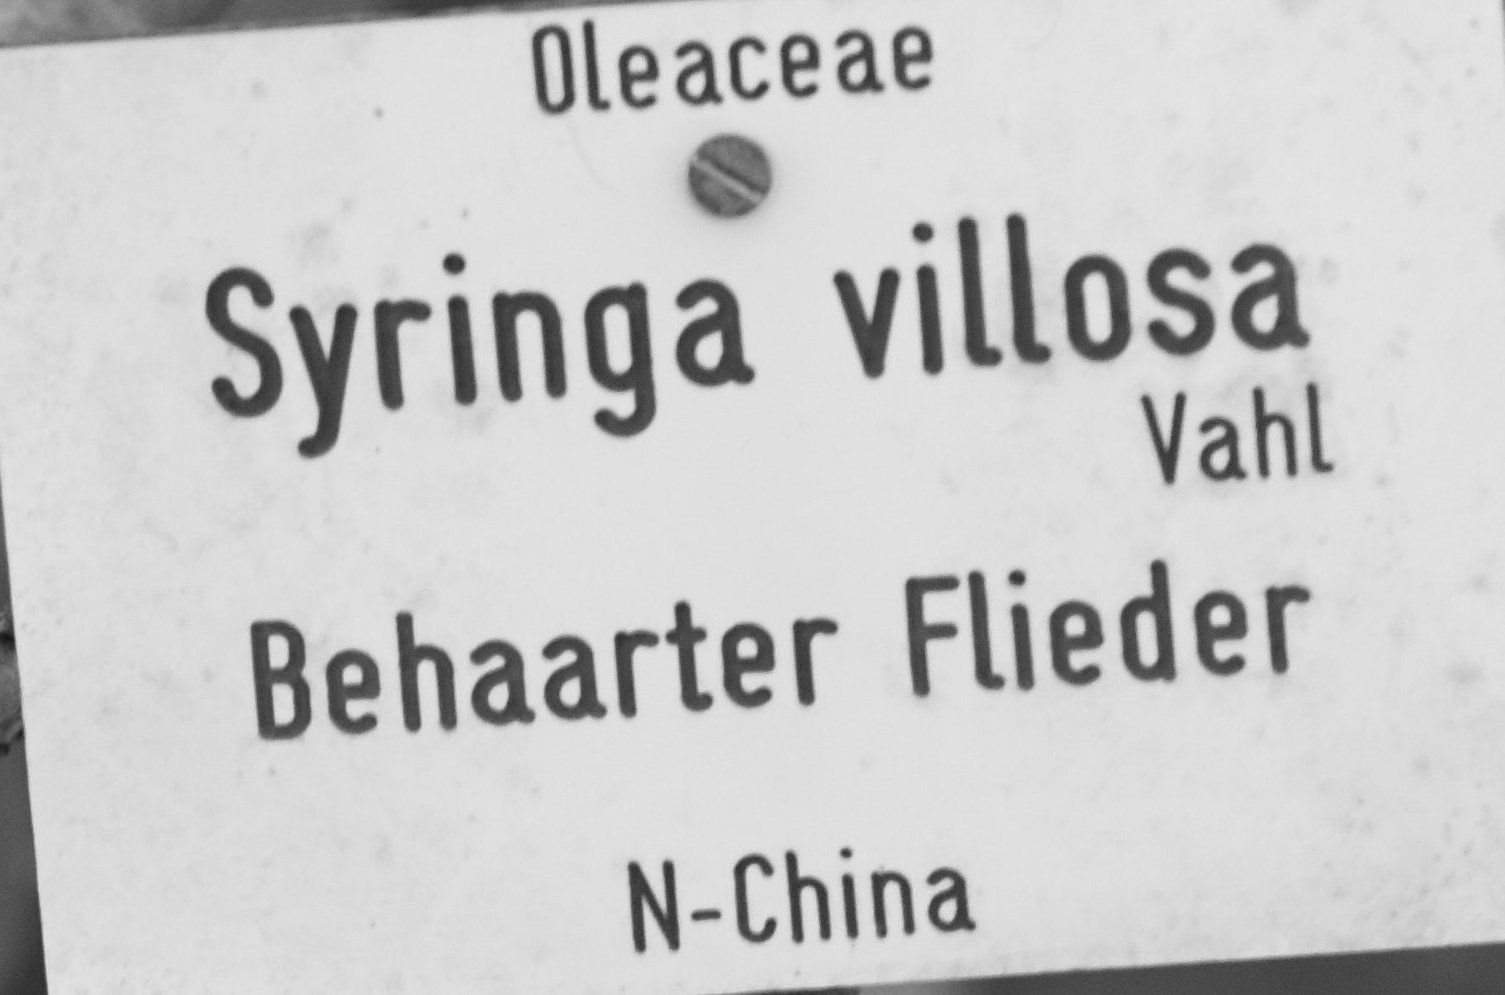 Oleaceae
Syringa villosa
Vahl
Behaarter Flieder
N-China